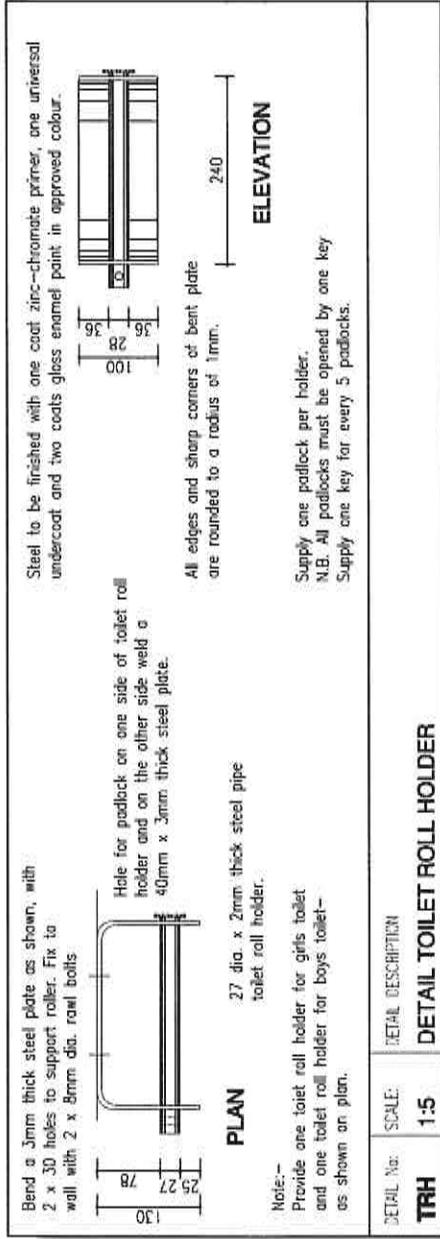 Bend a 3mm thick steel plate as shown, with
2 x 30 holes to support roller. Fix to
wall with 2 x 8mm dia. rawl bolts
Hole for padlock on one side of toilet roll
holder and on the other side weld a
40mm x 3mm thick steel plate.
130
78
27
25
PLAN
27 dia. x 2mm thick steel pipe
toilet roll holder.
Note:-
Provide one toiet roll holder for girls toilet
and one toilet roll holder for boys toilet-
as shown on plan.
Steel to be finished with one coat zinc-chromate primer, one universal
undercoat and two coats gloss enamel paint in approved colour.
100
36
28
36
240
ELEVATION
All edges and sharp corners of bent plate
are rounded to a radius of 1mm.
Supply one padlock per holder.
N.B. All padlocks must be opened by one key
Supply one key for every 5 padlocks.
DETAIL No:
SCALE:
DETAIL DESCRIPTION
TRH
1:5
DETAIL TOILET ROLL HOLDER